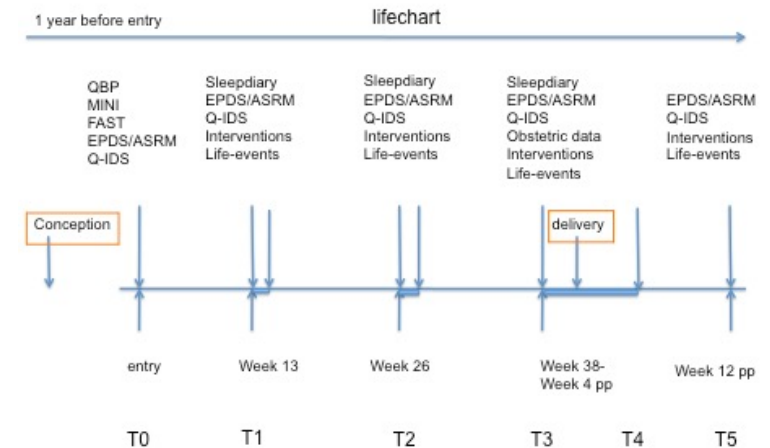 1 year before entry
lifechart
QBP
MINI
FAST
EPDS/ASRM
Q-IDS
Sleepdiary
EPDS/ASRM
Q-IDS
Interventions
Life-events
Sleepdiary
EPDS/ASRM
Q-IDS
Interventions
Life-events
Sleepdiary
EPDS/ASRM
Q-IDS
Obstetric data
Interventions
Life-events
EPDS/ASRM
Q-IDS
Interventions
Life-events
Conception
delivery
entry
Week 13
Week 26
Week 38-
Week 4 pp
Week 12 pp
T0
T1
T2
T3
T4
T5